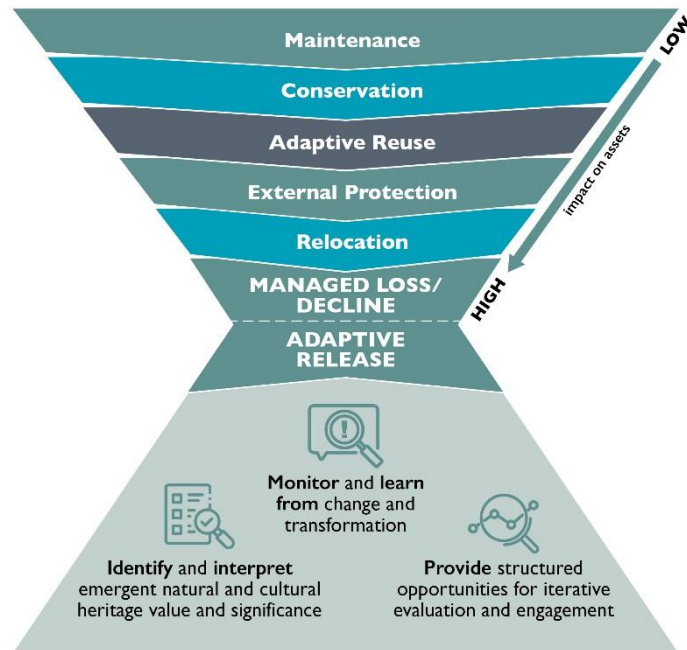 Maintenance
Conservation
Adaptive Reuse
External Protection
Relocation
MANAGED LOSS/
DECLINE
ADAPTIVE
RELEASE
LOW
impact on assets
HIGH
Monitor and learn
from change and
transformation
Identify and interpret
emergent natural and cultural
heritage value and significance
Provide structured
opportunities for iterative
evaluation and engagement